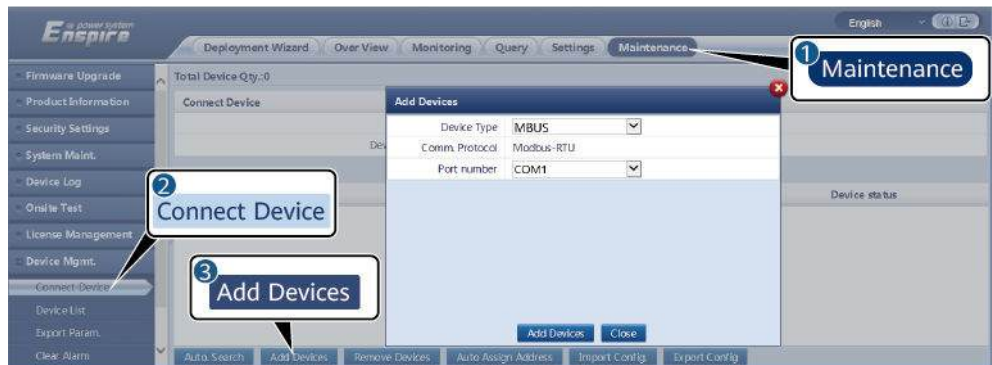 power system
Enspire
English
Deployment Wizard
Over View
Monitoring
Query
Settings
Maintenance
1
Maintenance
Firmware Upgrade
Product Information
Security Settings
System Maint.
Device Log
Onsite Test
License Management
Device Mgmt.
Connect Device
Device List
Export Param.
Clear Alarm
Total Device Qty.:0
Connect Device
Dev
Device status
2
Connect Device
3
Add Devices
Add Devices
Device Type MBUS
Comm. Protocol Modbus-RTU
Port number COM1
Add Devices
Close
Auto. Search
Add Devices
Remove Devices
Auto Assign Address
Import Config.
Export Config